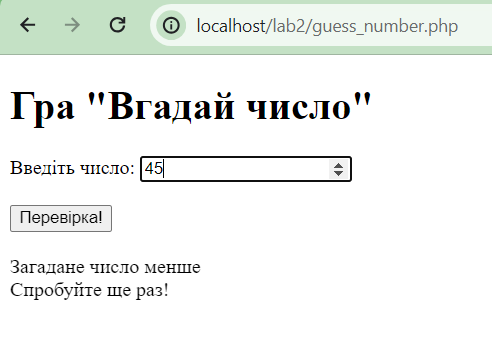 localhost/lab2/guess_number.php
Гра "Вгадай число"
Введіть число: 45
Перевірка!
Загадане число менше
Спробуйте ще раз!